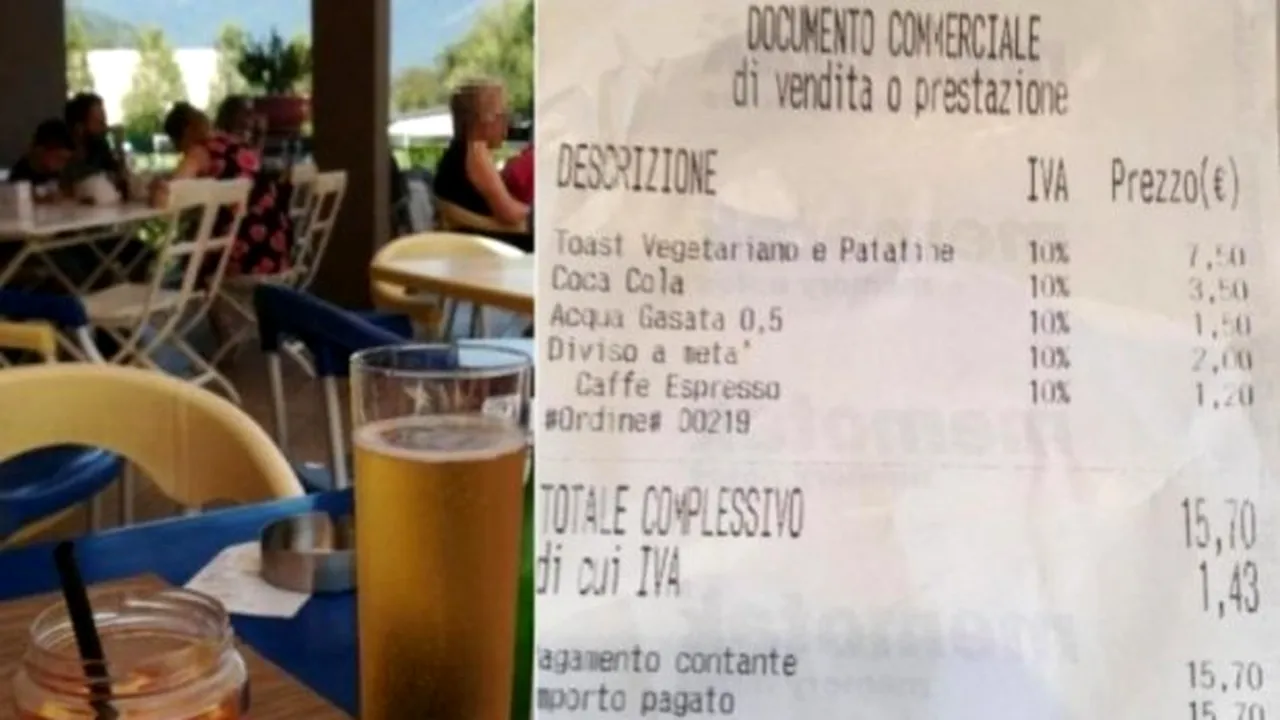 DOCUMENTO COMMERCIALE
di vendita o prestazione
DESCRIZIONE IVA Prezzo(€)
Toast Vegetariano e Patatine 10% 7,50
Coca Cola 10% 3,50
Acqua Gasata 0,5 10% 1,50
Diviso a meta' 10% 2,00
Caffe Espresso 10% 1,20
#Ordine# 00219
TOTALE COMPLESSIVO 15,70
di cui IVA 1,43
agamento contante 15,70
mporto pagato 15,70